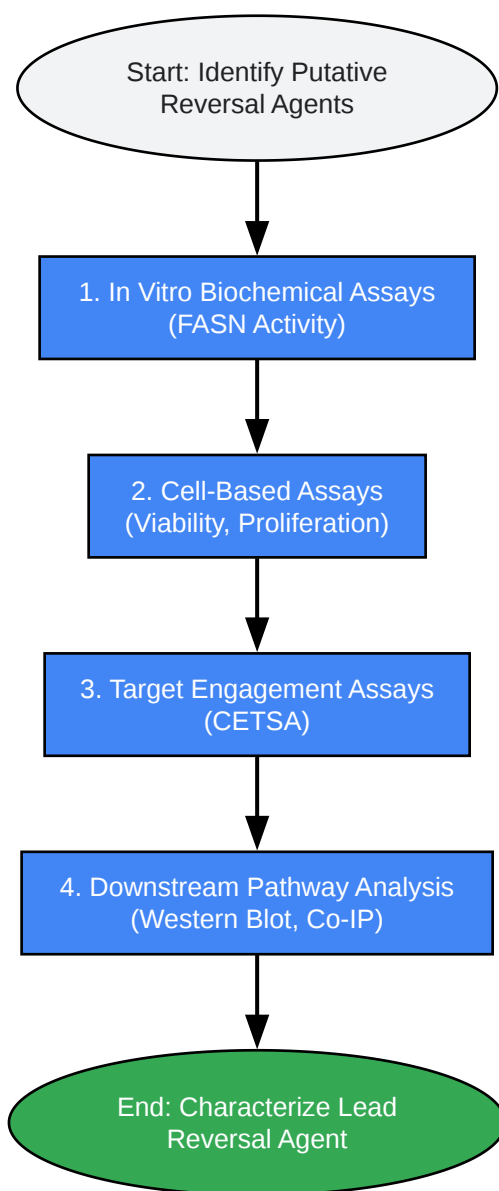 Start: Identify Putative
Reversal Agents
1. In Vitro Biochemical Assays
(FASN Activity)
2. Cell-Based Assays
(Viability, Proliferation)
3. Target Engagement Assays
(CETSA)
4. Downstream Pathway Analysis
(Western Blot, Co-IP)
End: Characterize Lead
Reversal Agent